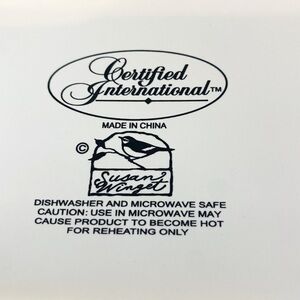 Certified
International™
MADE IN CHINA
©
Susan
Winget
DISHWASHER AND MICROWAVE SAFE
CAUTION: USE IN MICROWAVE MAY
CAUSE PRODUCT TO BECOME HOT
FOR REHEATING ONLY